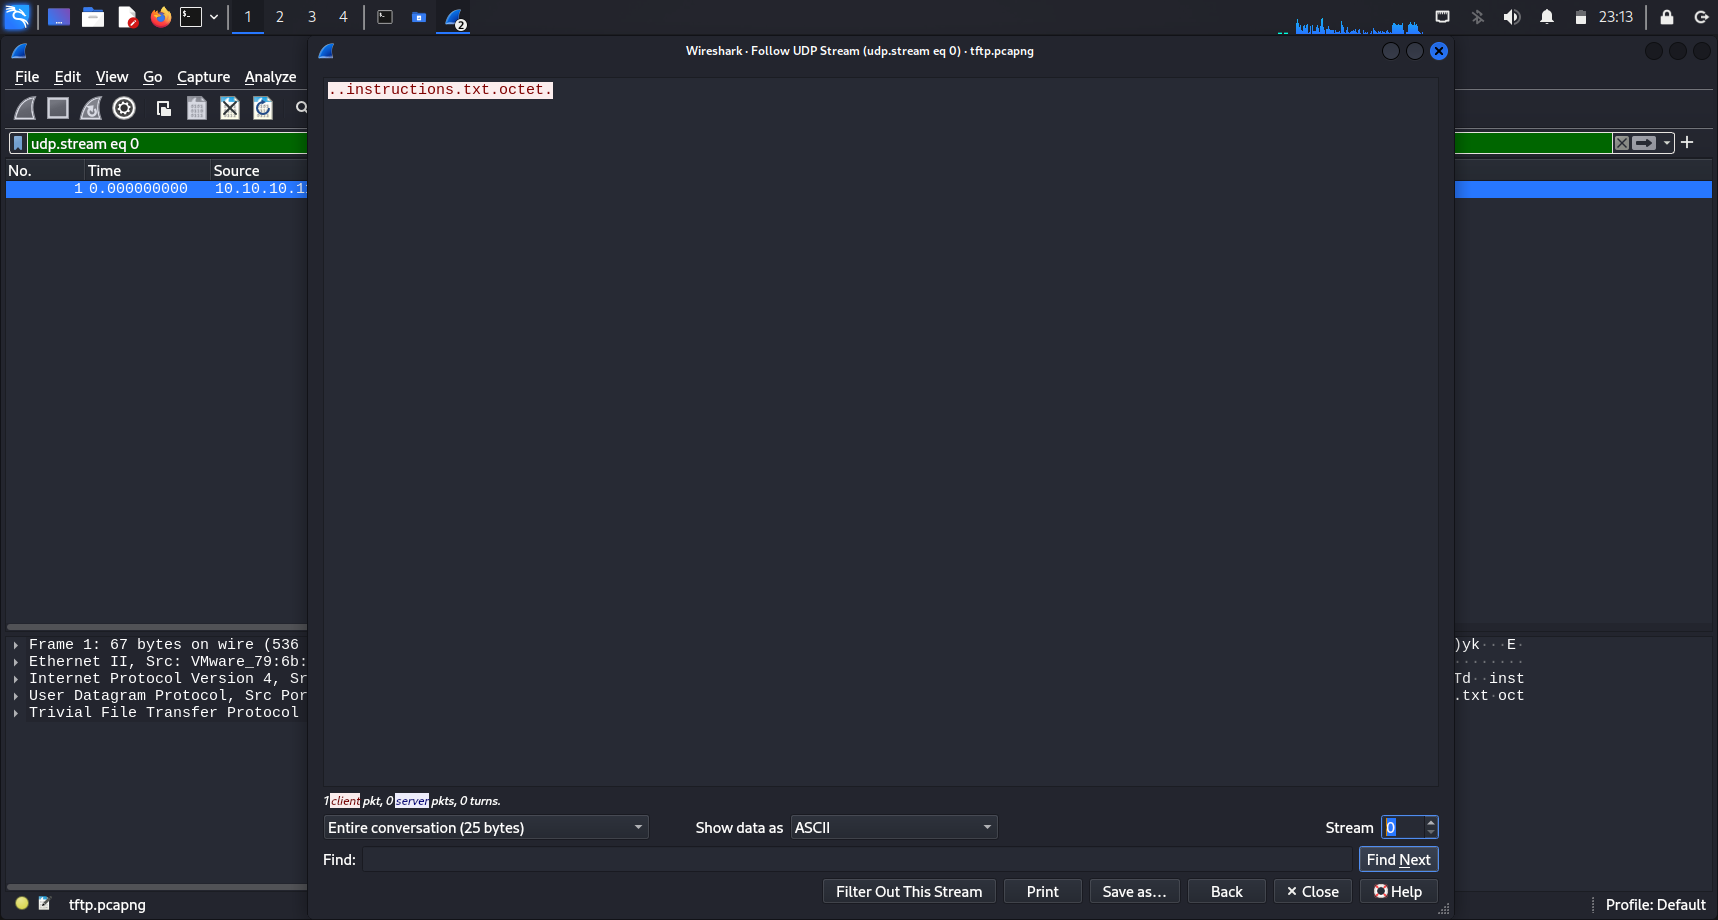 1 2 3 4 2 23:13
Wireshark · Follow UDP Stream (udp.stream eq 0) · tftp.pcapng
File Edit View Go Capture Analyze
..instructions.txt.octet.
udp.stream eq 0
No. Time Source
1 0.000000000 10.10.10.1
Frame 1: 67 bytes on wire (536
Ethernet II, Src: VMware_79:6b:
Internet Protocol Version 4, Sr
User Datagram Protocol, Src Por
Trivial File Transfer Protocol
)yk···E·
········
Td··inst
.txt·oct
1 client pkt, 0 server pkts, 0 turns.
Entire conversation (25 bytes) Show data as ASCII Stream 0
Find: Find Next
Filter Out This Stream Print Save as… Back × Close Help
tftp.pcapng Profile: Default